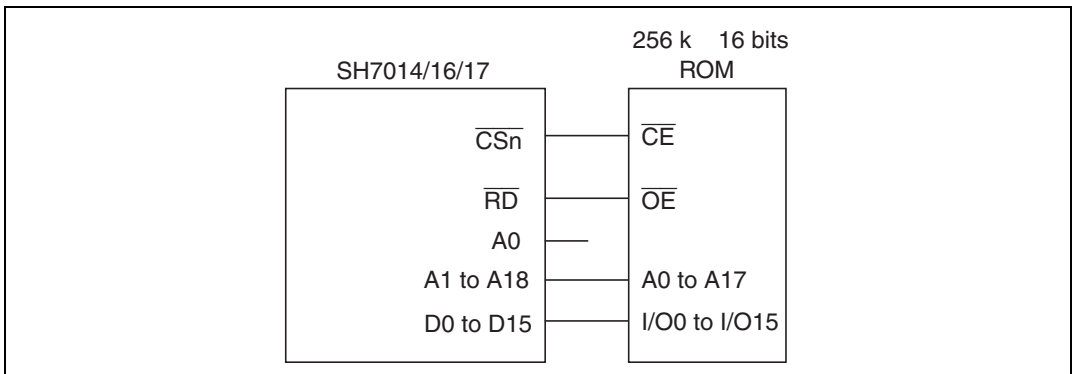 256 k 16 bits
SH7014/16/17 ROM
CSn CE
RD OE
A0
A1 to A18 A0 to A17
D0 to D15 I/O0 to I/O15